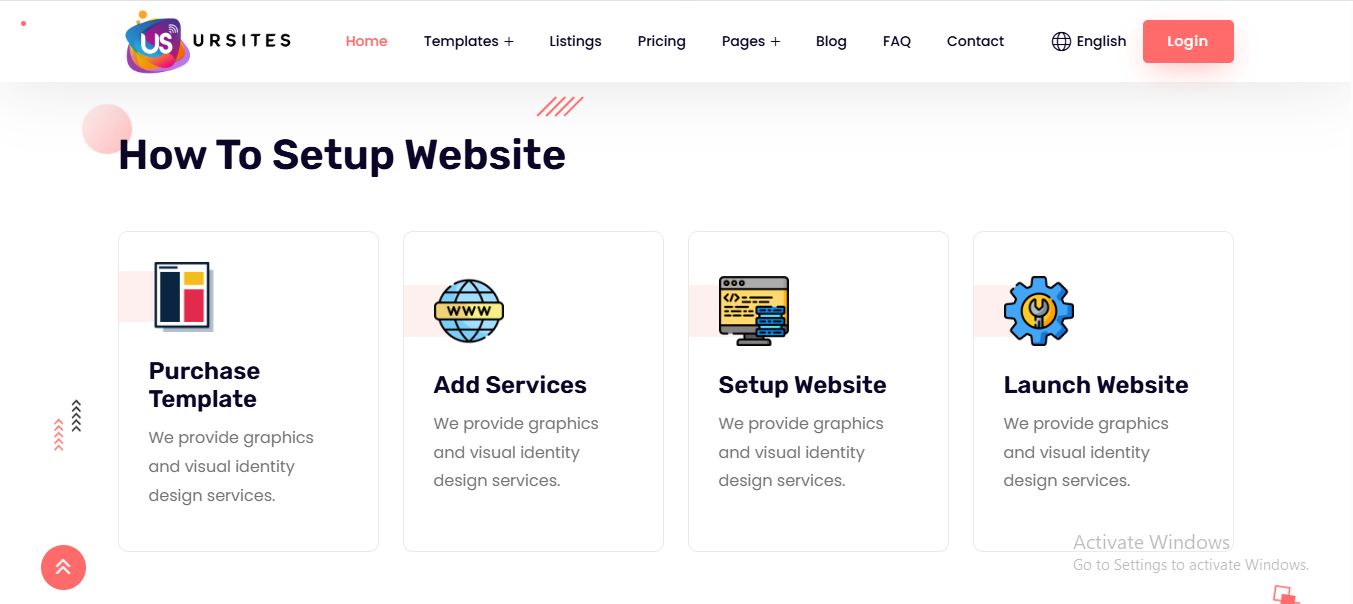 US URSITES Home Templates + Listings Pricing Pages + Blog FAQ Contact English Login
How To Setup Website
WWW
</>
Purchase
Template
We provide graphics
and visual identity
design services.
Add Services
We provide graphics
and visual identity
design services.
Setup Website
We provide graphics
and visual identity
design services.
Launch Website
We provide graphics
and visual identity
design services.
Activate Windows
Go to Settings to activate Windows.